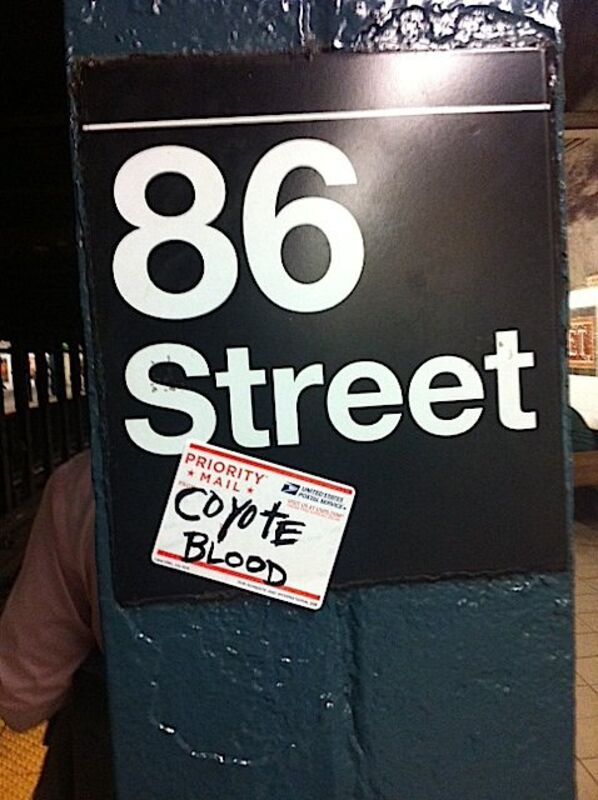 86
Street
PRIORITY
★ MAIL ★
UNITED STATES
POSTAL SERVICE
COYOTE
BLOOD